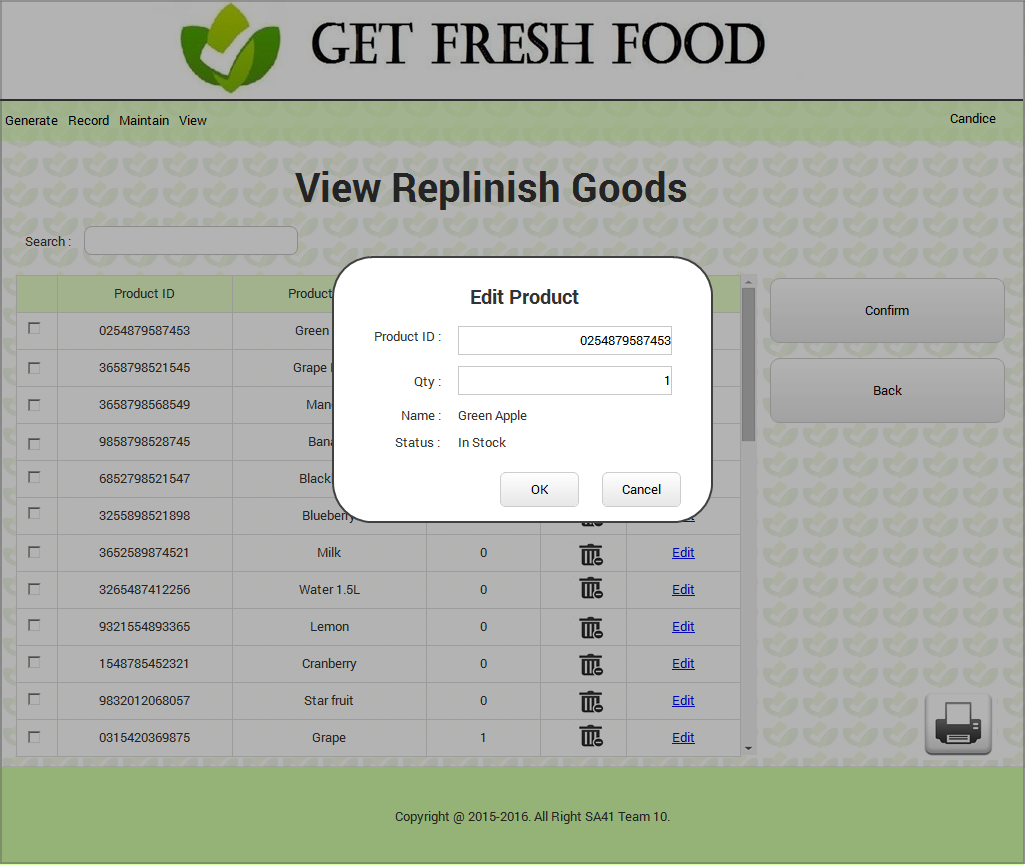 GET FRESH FOOD
Generate Record Maintain View Candice
View Replinish Goods
Search :
Product ID Product
0254879587453 Green
3658798521545 Grape
3658798568549
9858798528745
6852798521547
3255898521898 Blueberry
3652589874521 Milk 0 Edit
3265487412256 Water 1.5L 0 Edit
9321554893365 Lemon 0 Edit
1548785452321 Cranberry 0 Edit
9832012068057 Star fruit 0 Edit
0315420369875 Grape 1 Edit
Edit Product
Product ID : 0254879587453
Qty : 1
Name : Green Apple
Status : In Stock
OK Cancel
Confirm
Back
Copyright @ 2015-2016. All Right SA41 Team 10.